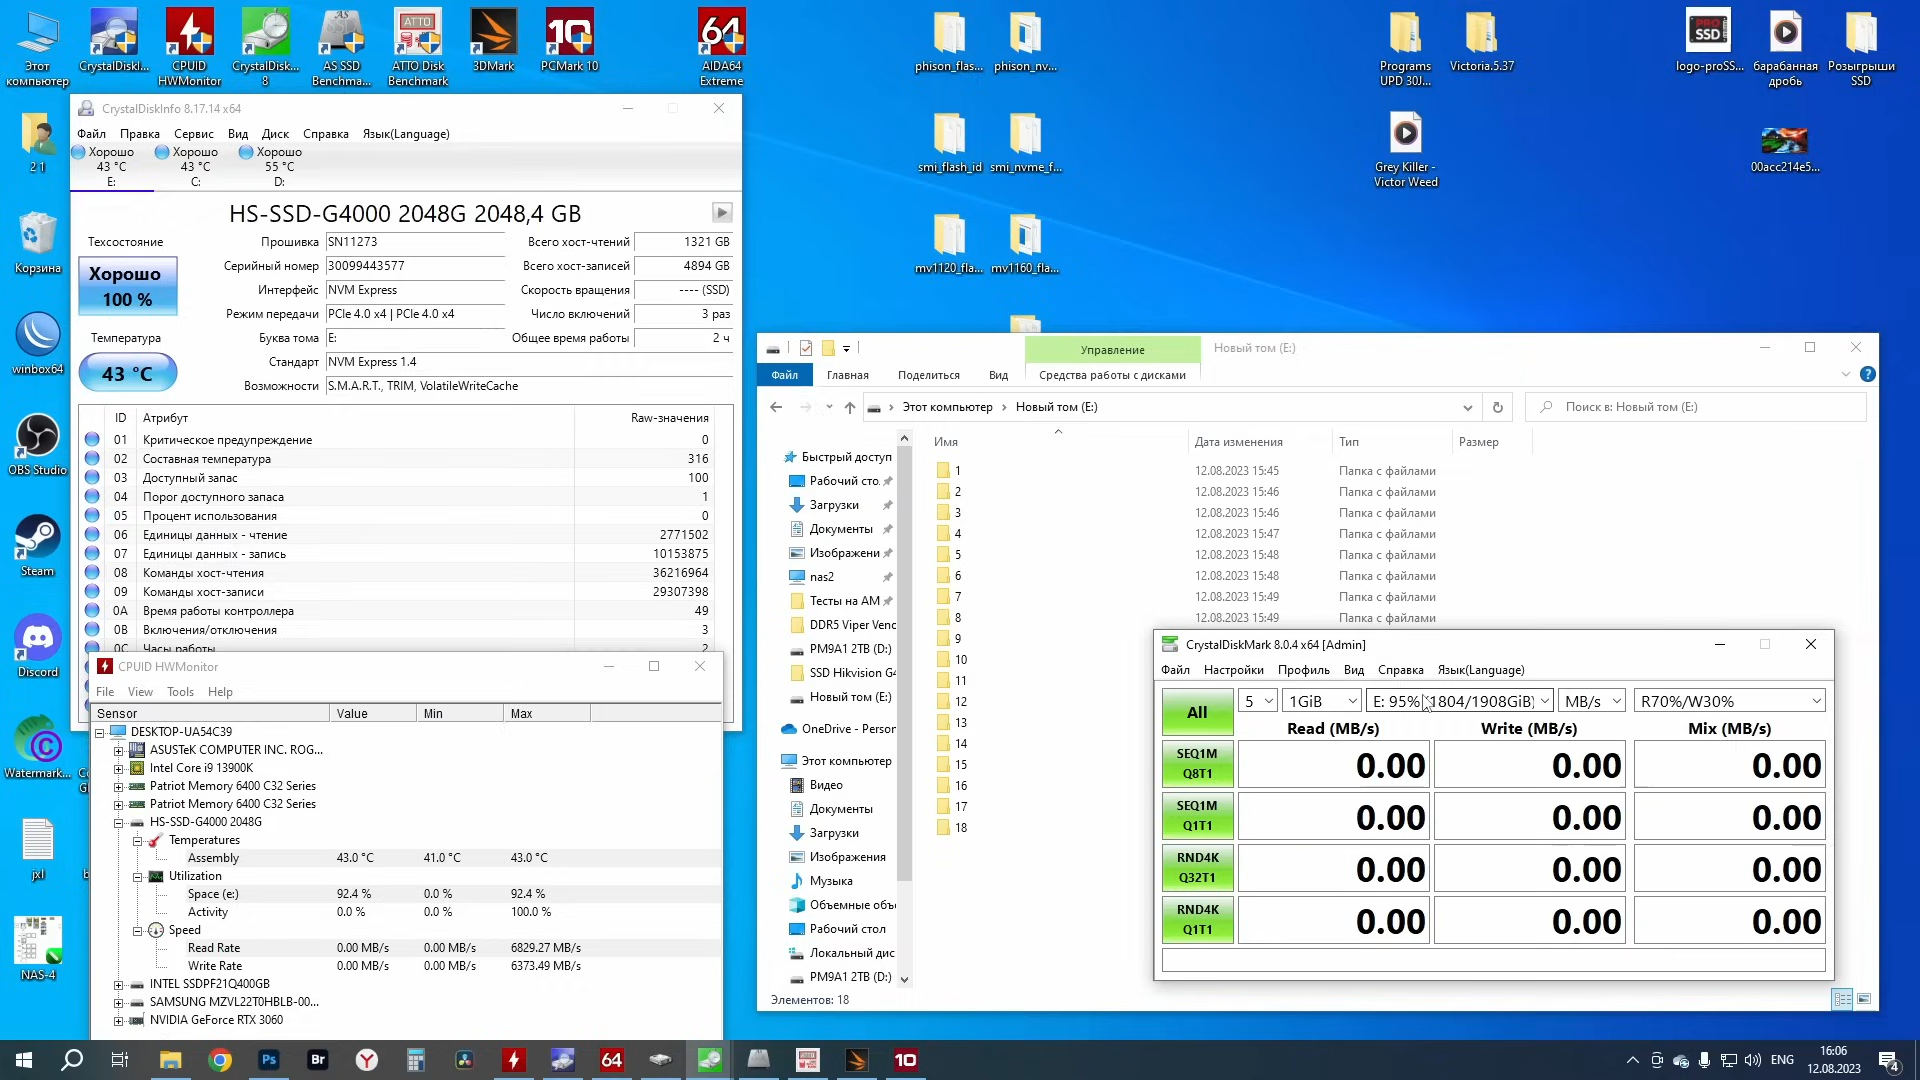 Этот
компьютер
CrystalDiskI...
CPUID
HWMonitor
CrystalDisk...
8
AS SSD
Benchma...
ATTO Disk
Benchmark
3DMark
PCMark 10
AIDA64
Extreme
phison_flas...
phison_nv...
Programs
UPD 30J...
Victoria.5.37
logo-proSS...
барабанная
дробь
Розыгрыши
SSD
2 1
Корзина
winbox64
OBS Studio
Steam
Discord
Watermark...
jxl
NAS-4
smi_flash_id
smi_nvme_f...
mv1120_fla...
mv1160_fla...
Grey Killer -
Victor Weed
00acc214e5...
CrystalDiskInfo 8.17.14 x64
Файл Правка Сервис Вид Диск Справка Язык(Language)
Хорошо
43 °C
E:
Хорошо
43 °C
C:
Хорошо
55 °C
D:
HS-SSD-G4000 2048G 2048,4 GB
Техсостояние
Хорошо
100 %
Температура
43 °C
Прошивка SN11273
Серийный номер 30099443577
Интерфейс NVM Express
Режим передачи PCIe 4.0 x4 | PCIe 4.0 x4
Буква тома E:
Стандарт NVM Express 1.4
Возможности S.M.A.R.T., TRIM, VolatileWriteCache
Всего хост-чтений 1321 GB
Всего хост-записей 4894 GB
Скорость вращения ---- (SSD)
Число включений 3 раз
Общее время работы 2 ч
ID Атрибут Raw-значения
01 Критическое предупреждение 0
02 Составная температура 316
03 Доступный запас 100
04 Порог доступного запаса 1
05 Процент использования 0
06 Единицы данных - чтение 2771502
07 Единицы данных - запись 10153875
08 Команды хост-чтения 36216964
09 Команды хост-записи 29307398
0A Время работы контроллера 49
0B Включения/отключения 3
0C Часы работы 2
CPUID HWMonitor
File View Tools Help
Sensor Value Min Max
DESKTOP-UA54C39
ASUSTeK COMPUTER INC. ROG...
Intel Core i9 13900K
Patriot Memory 6400 C32 Series
Patriot Memory 6400 C32 Series
HS-SSD-G4000 2048G
Temperatures
Assembly 43.0 °C 41.0 °C 43.0 °C
Utilization
Space (e:) 92.4 % 0.0 % 92.4 %
Activity 0.0 % 0.0 % 100.0 %
Speed
Read Rate 0.00 MB/s 0.00 MB/s 6829.27 MB/s
Write Rate 0.00 MB/s 0.00 MB/s 6373.49 MB/s
INTEL SSDPF21Q400GB
SAMSUNG MZVL22T0HBLB-00...
NVIDIA GeForce RTX 3060
Управление
Новый том (E:)
Файл Главная Поделиться Вид Средства работы с дисками
Этот компьютер Новый том (E:)
Поиск в: Новый том (E:)
Быстрый доступ
Рабочий сто.
Загрузки
Документы
Изображени
nas2
Тесты на AM
DDR5 Viper Venc
PM9A1 2TB (D:)
SSD Hikvision G4
Новый том (E:)
OneDrive - Person
Этот компьютер
Видео
Документы
Загрузки
Изображения
Музыка
Объемные объ
Рабочий стол
Локальный дис
PM9A1 2TB (D:)
Имя Дата изменения Тип Размер
1 12.08.2023 15:45 Папка с файлами
2 12.08.2023 15:46 Папка с файлами
3 12.08.2023 15:46 Папка с файлами
4 12.08.2023 15:47 Папка с файлами
5 12.08.2023 15:48 Папка с файлами
6 12.08.2023 15:48 Папка с файлами
7 12.08.2023 15:49 Папка с файлами
8 12.08.2023 15:49 Папка с файлами
9
10
11
12
13
14
15
16
17
18
Элементов: 18
CrystalDiskMark 8.0.4 x64 [Admin]
Файл Настройки Профиль Вид Справка Язык(Language)
All 5 1GiB E: 95% (1804/1908GiB) MB/s R70%/W30%
Read (MB/s) Write (MB/s) Mix (MB/s)
SEQ1M
Q8T1 0.00 0.00 0.00
SEQ1M
Q1T1 0.00 0.00 0.00
RND4K
Q32T1 0.00 0.00 0.00
RND4K
Q1T1 0.00 0.00 0.00
ENG
16:06
12.08.2023
4